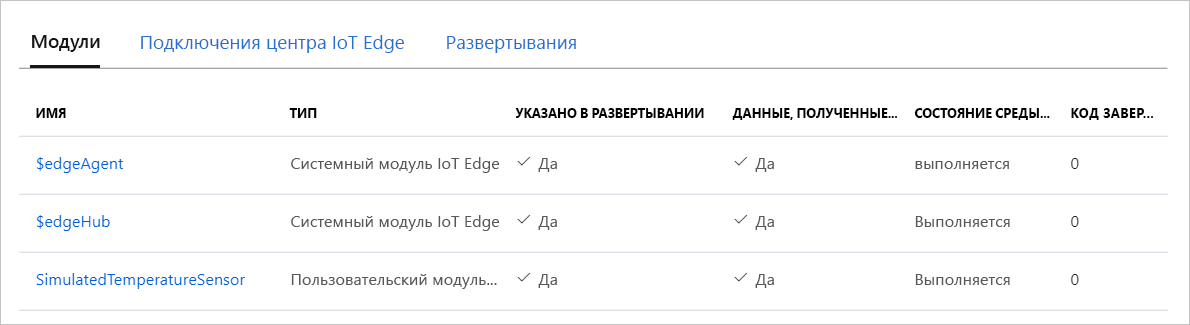 Модули Подключения центра IoT Edge Развертывания
ИМЯ ТИП УКАЗАНО В РАЗВЕРТЫВАНИИ ДАННЫЕ, ПОЛУЧЕННЫЕ... СОСТОЯНИЕ СРЕДЫ... КОД ЗАВЕР...
$edgeAgent Системный модуль IoT Edge Да Да выполняется 0
$edgeHub Системный модуль IoT Edge Да Да Выполняется 0
SimulatedTemperatureSensor Пользовательский модуль... Да Да Выполняется 0